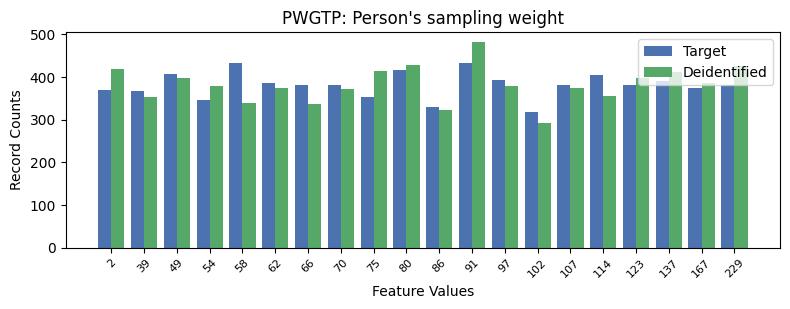 PWGTP: Person's sampling weight
Target
Deidentified
Record Counts
500
400
300
200
100
0
2 39 49 54 58 62 66 70 75 80 86 91 97 102 107 114 123 137 167 229
Feature Values